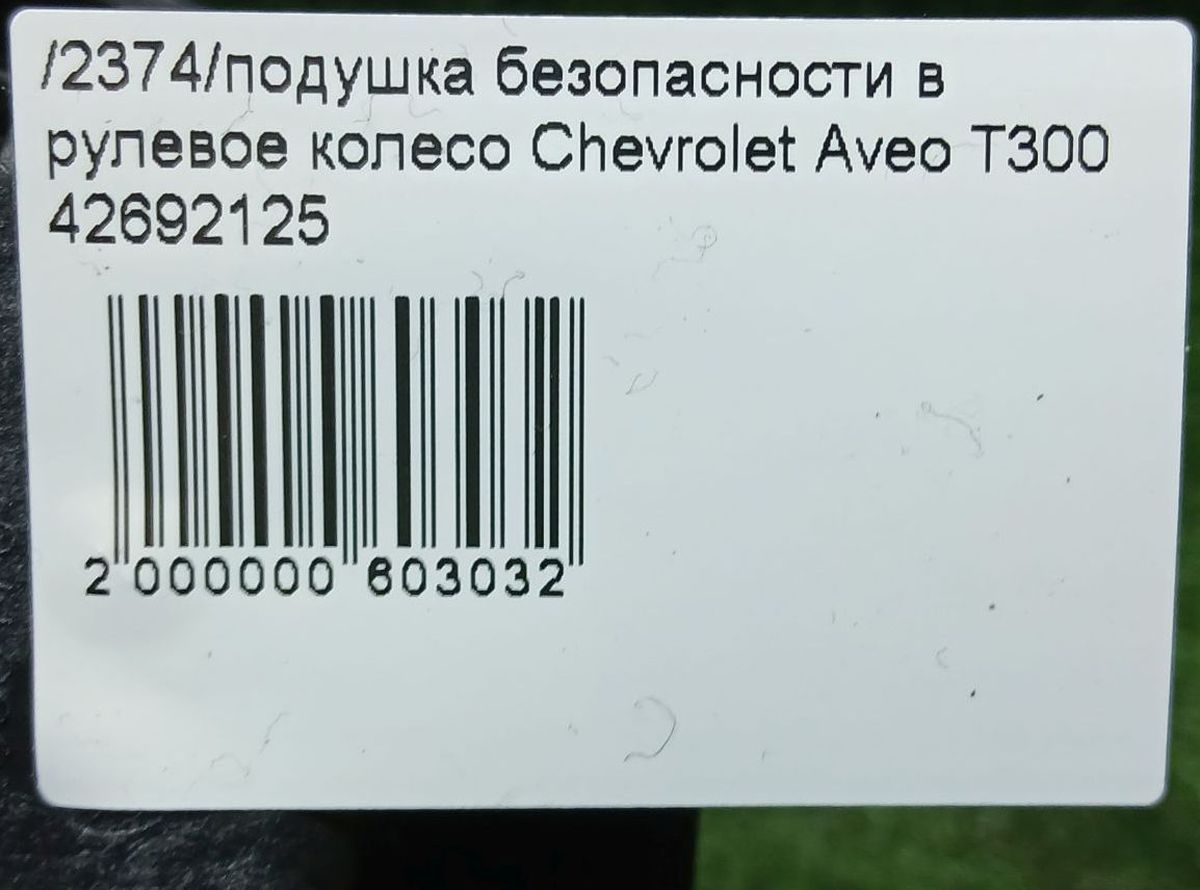 /2374/подушка безопасности в
рулевое колесо Chevrolet Aveo T300
42692125
2 000000 603032